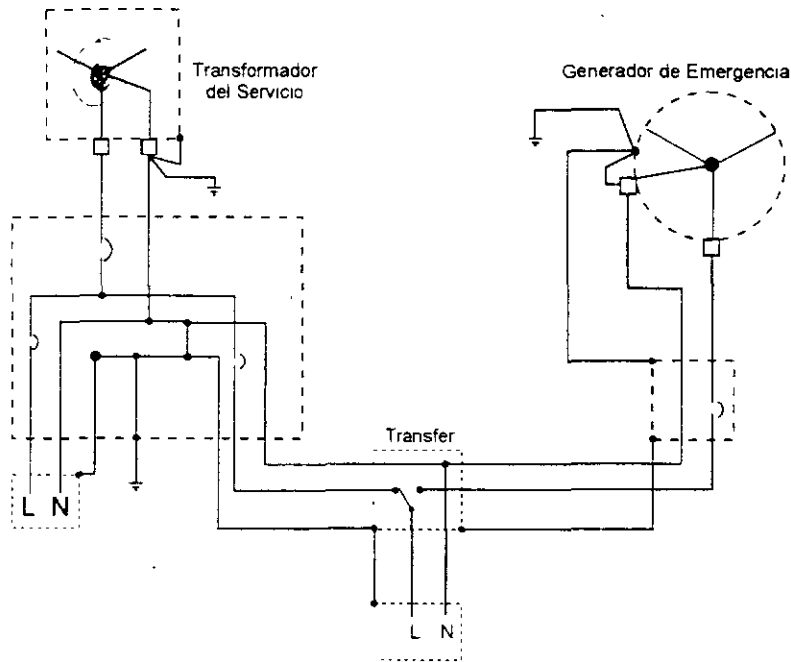 Transformador
del Servicio
Generador de Emergencia
Transfer
L N
L N